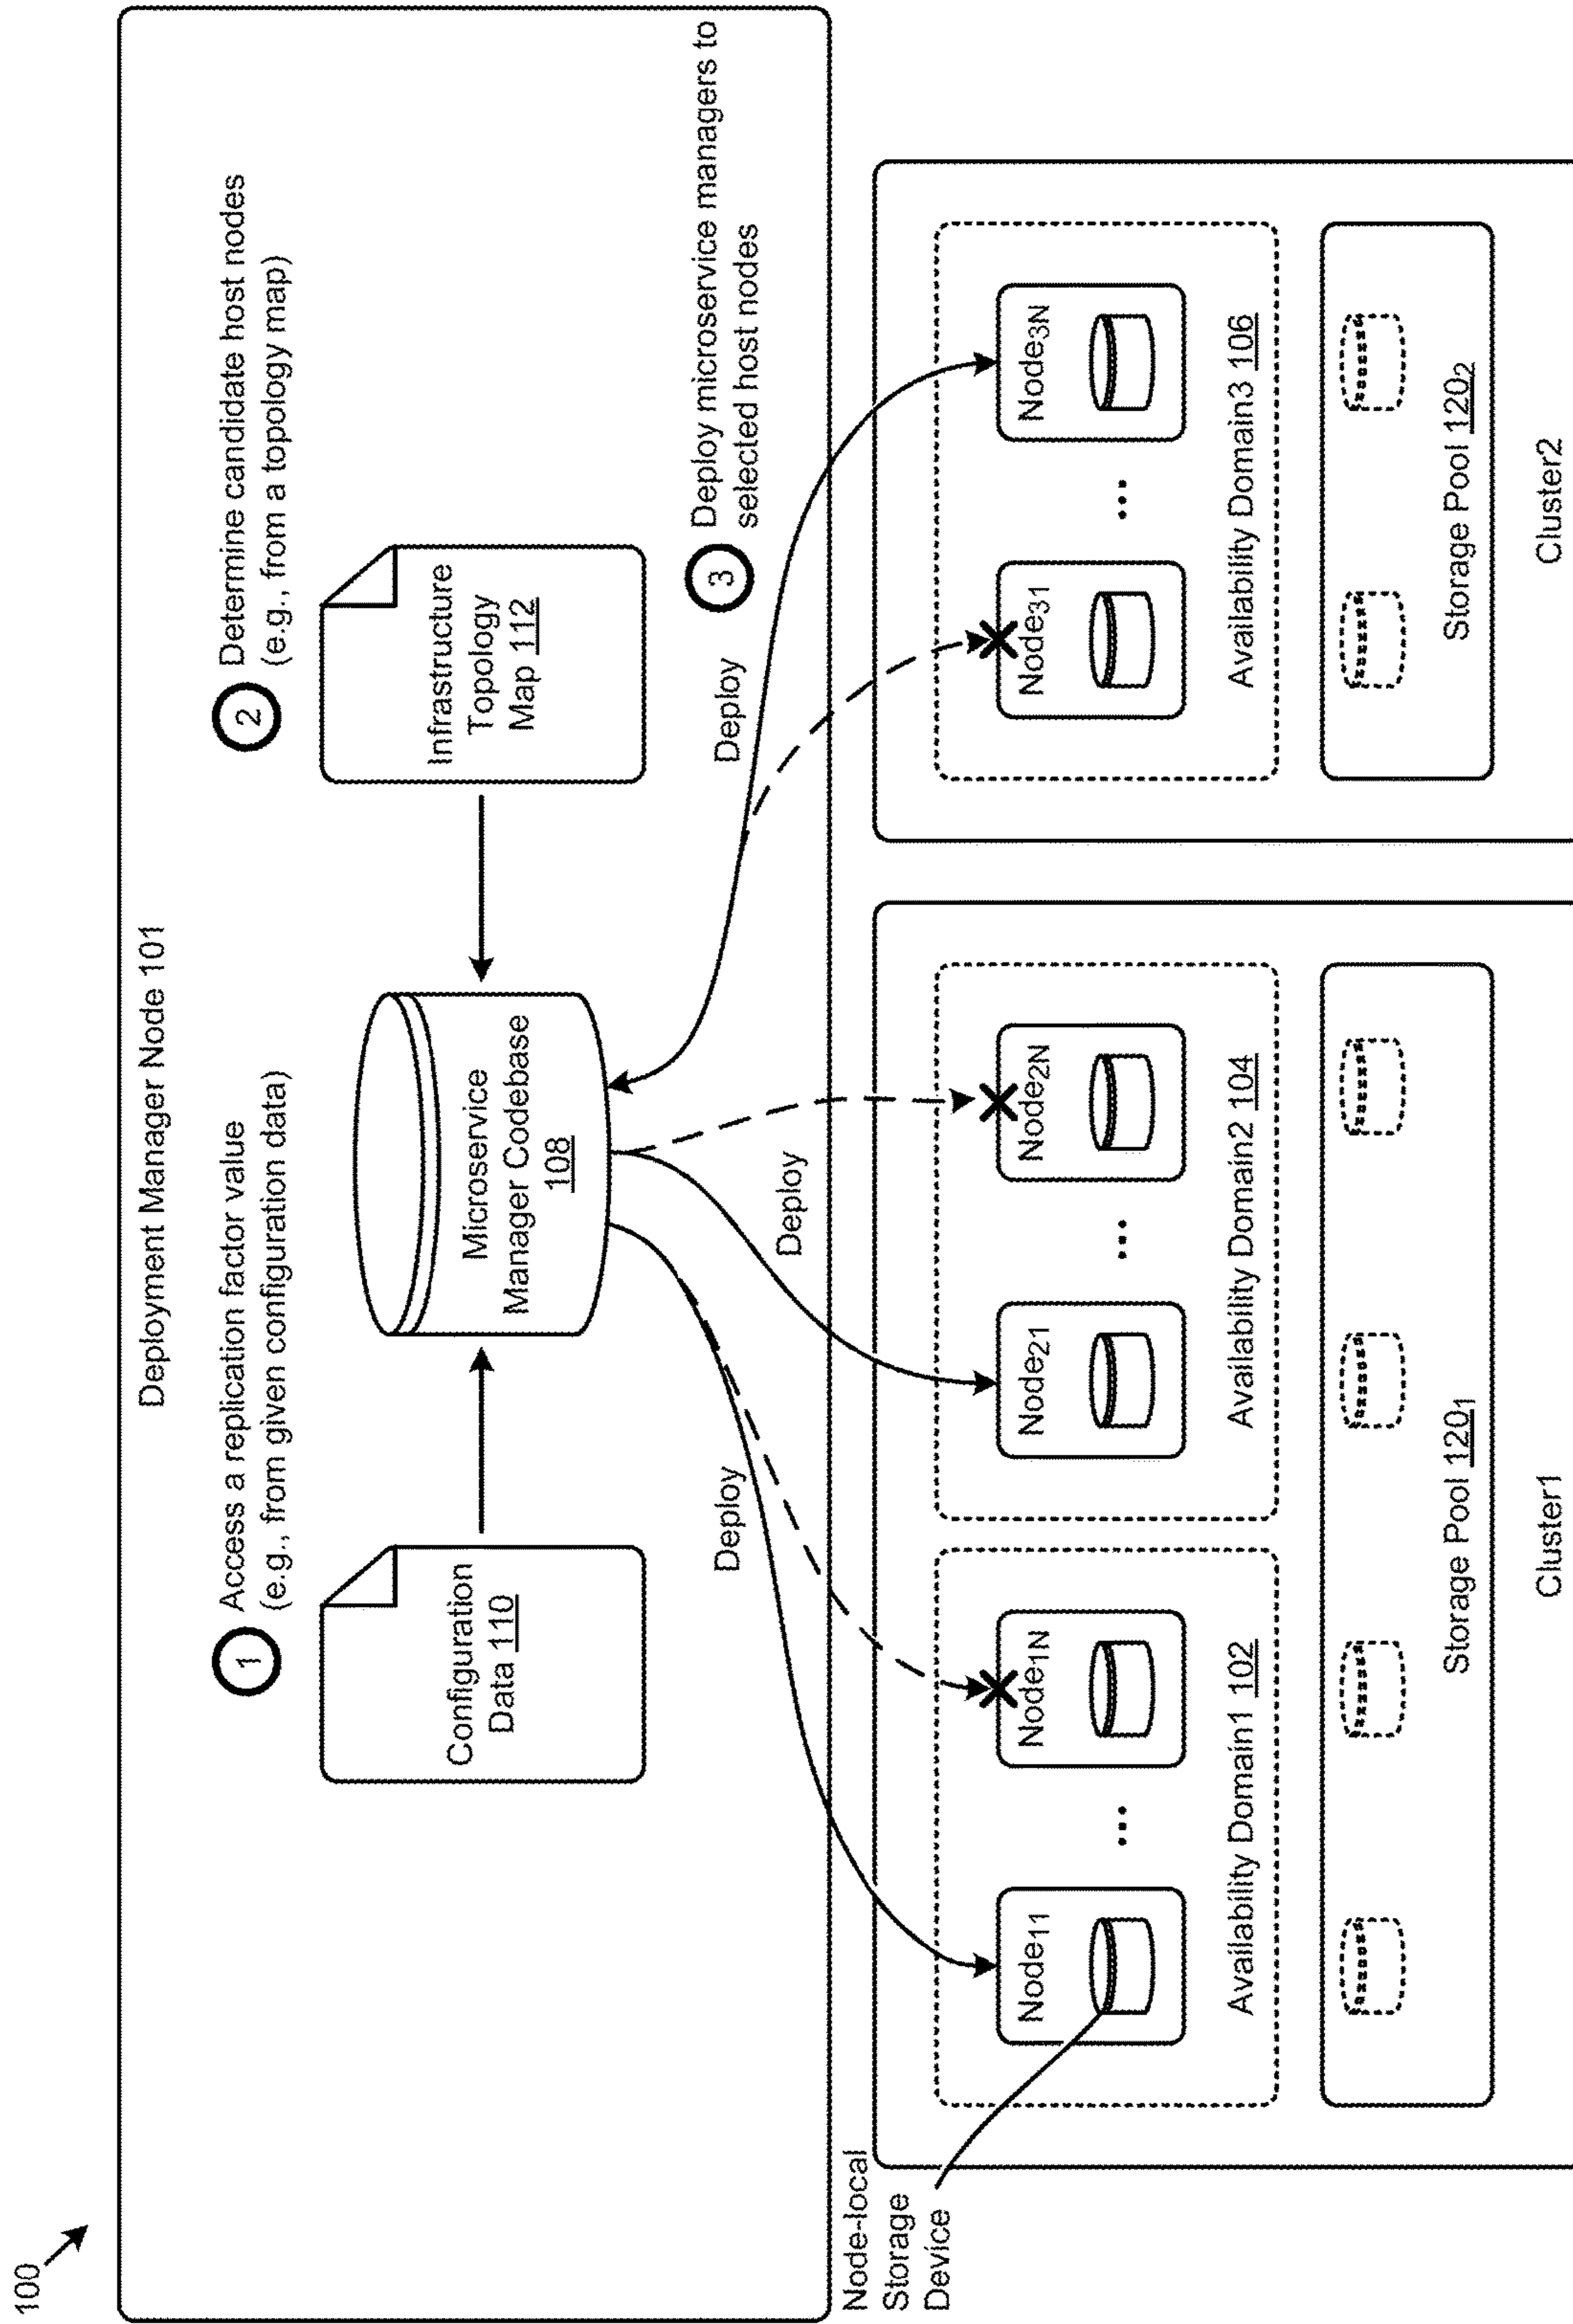 100
Deployment Manager Node 101
1
Access a replication factor value
(e.g., from given configuration data)
2
Determine candidate host nodes
(e.g., from a topology map)
Configuration
Data 110
Microservice
Manager Codebase
108
Infrastructure
Topology
Map 112
3
Deploy microservice managers to
selected host nodes
Deploy
Deploy
Deploy
Node-local
Storage
Device
Node11
...
Node1N
Availability Domain1 102
Node21
...
Node2N
Availability Domain2 104
Node31
...
Node3N
Availability Domain3 106
Storage Pool 1201
Storage Pool 1202
Cluster1
Cluster2